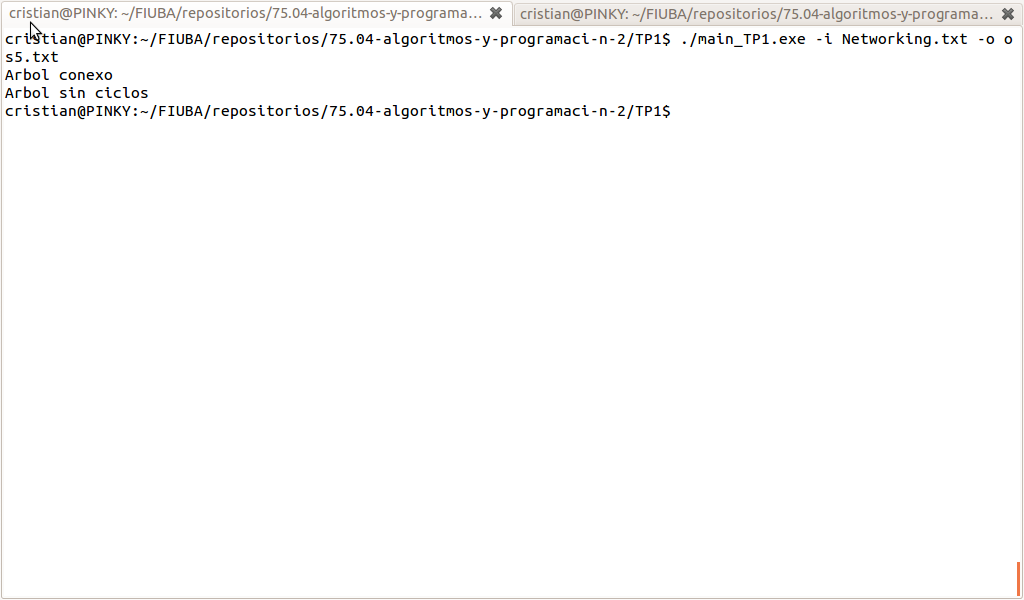 cristian@PINKY: ~/FIUBA/repositorios/75.04-algoritmos-y-programa...
cristian@PINKY: ~/FIUBA/repositorios/75.04-algoritmos-y-programa...
cristian@PINKY:~/FIUBA/repositorios/75.04-algoritmos-y-programaci-n-2/TP1$ ./main_TP1.exe -i Networking.txt -o o
s5.txt
Arbol conexo
Arbol sin ciclos
cristian@PINKY:~/FIUBA/repositorios/75.04-algoritmos-y-programaci-n-2/TP1$